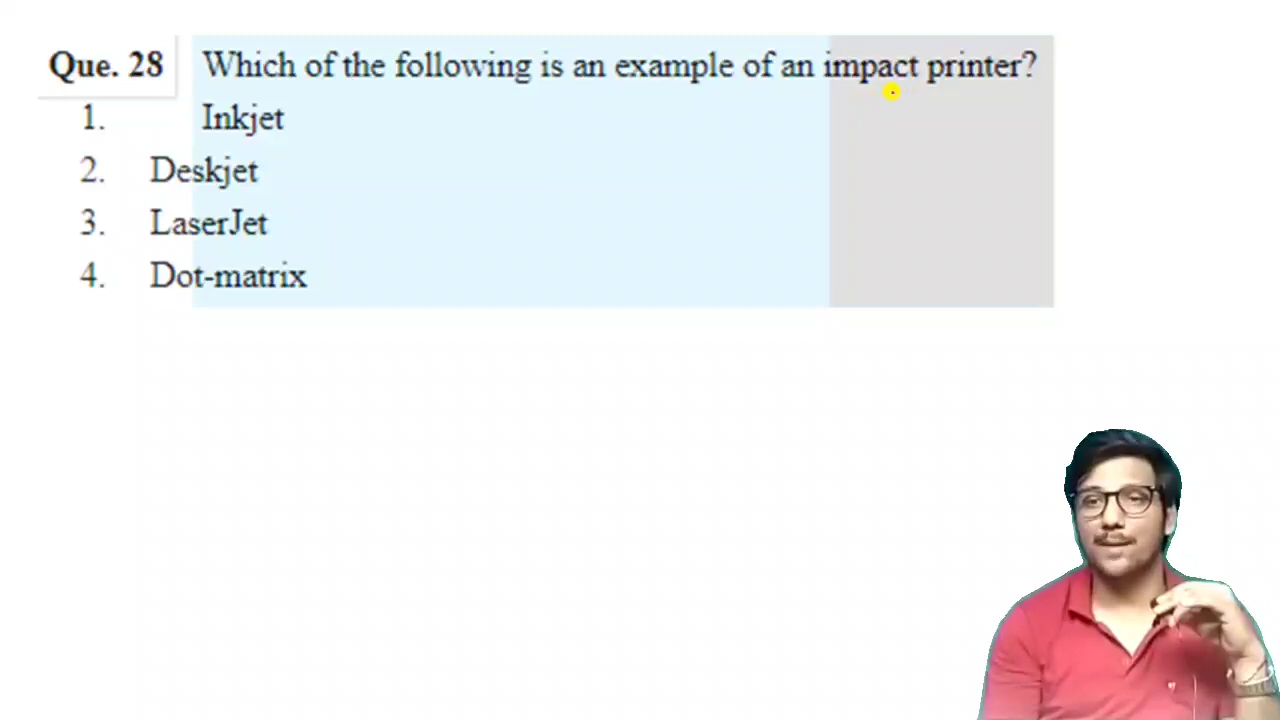 Que. 28 Which of the following is an example of an impact printer?
1. Inkjet
2. Deskjet
3. LaserJet
4. Dot-matrix